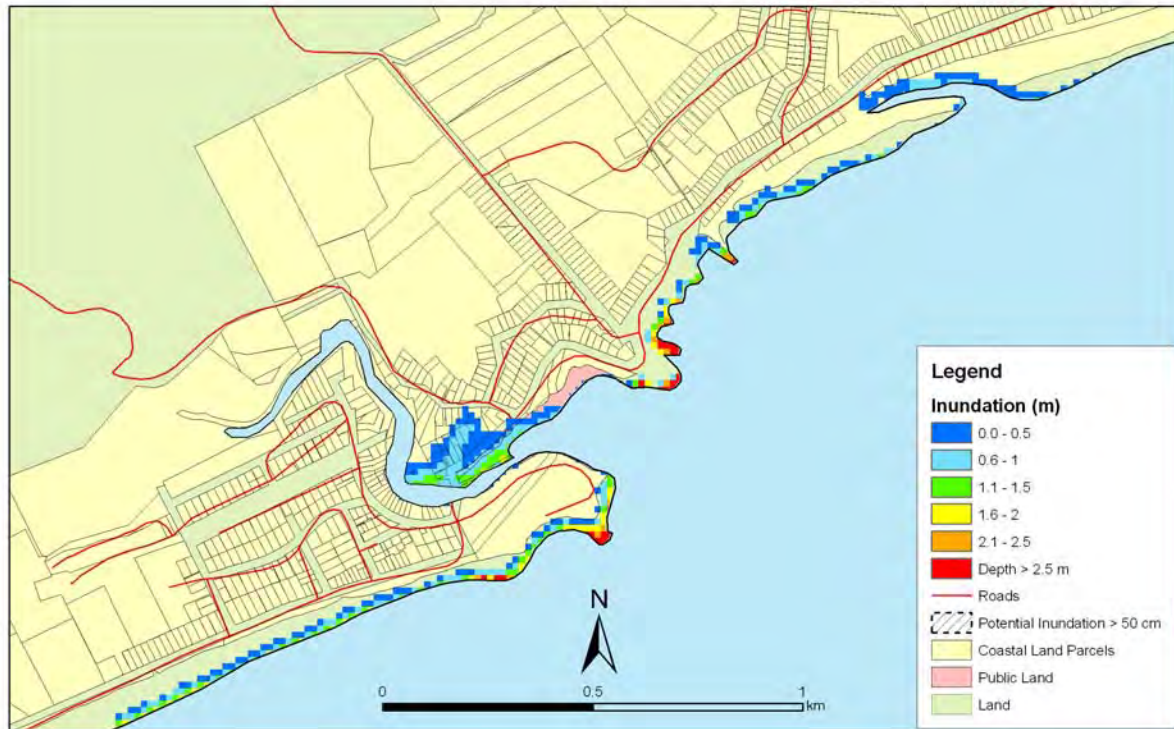 Legend
Inundation (m)
0.0 - 0.5
0.6 - 1
1.1 - 1.5
1.6 - 2
2.1 - 2.5
Depth > 2.5 m
Roads
Potential Inundation > 50 cm
Coastal Land Parcels
Public Land
Land
N
0 0.5 1
km